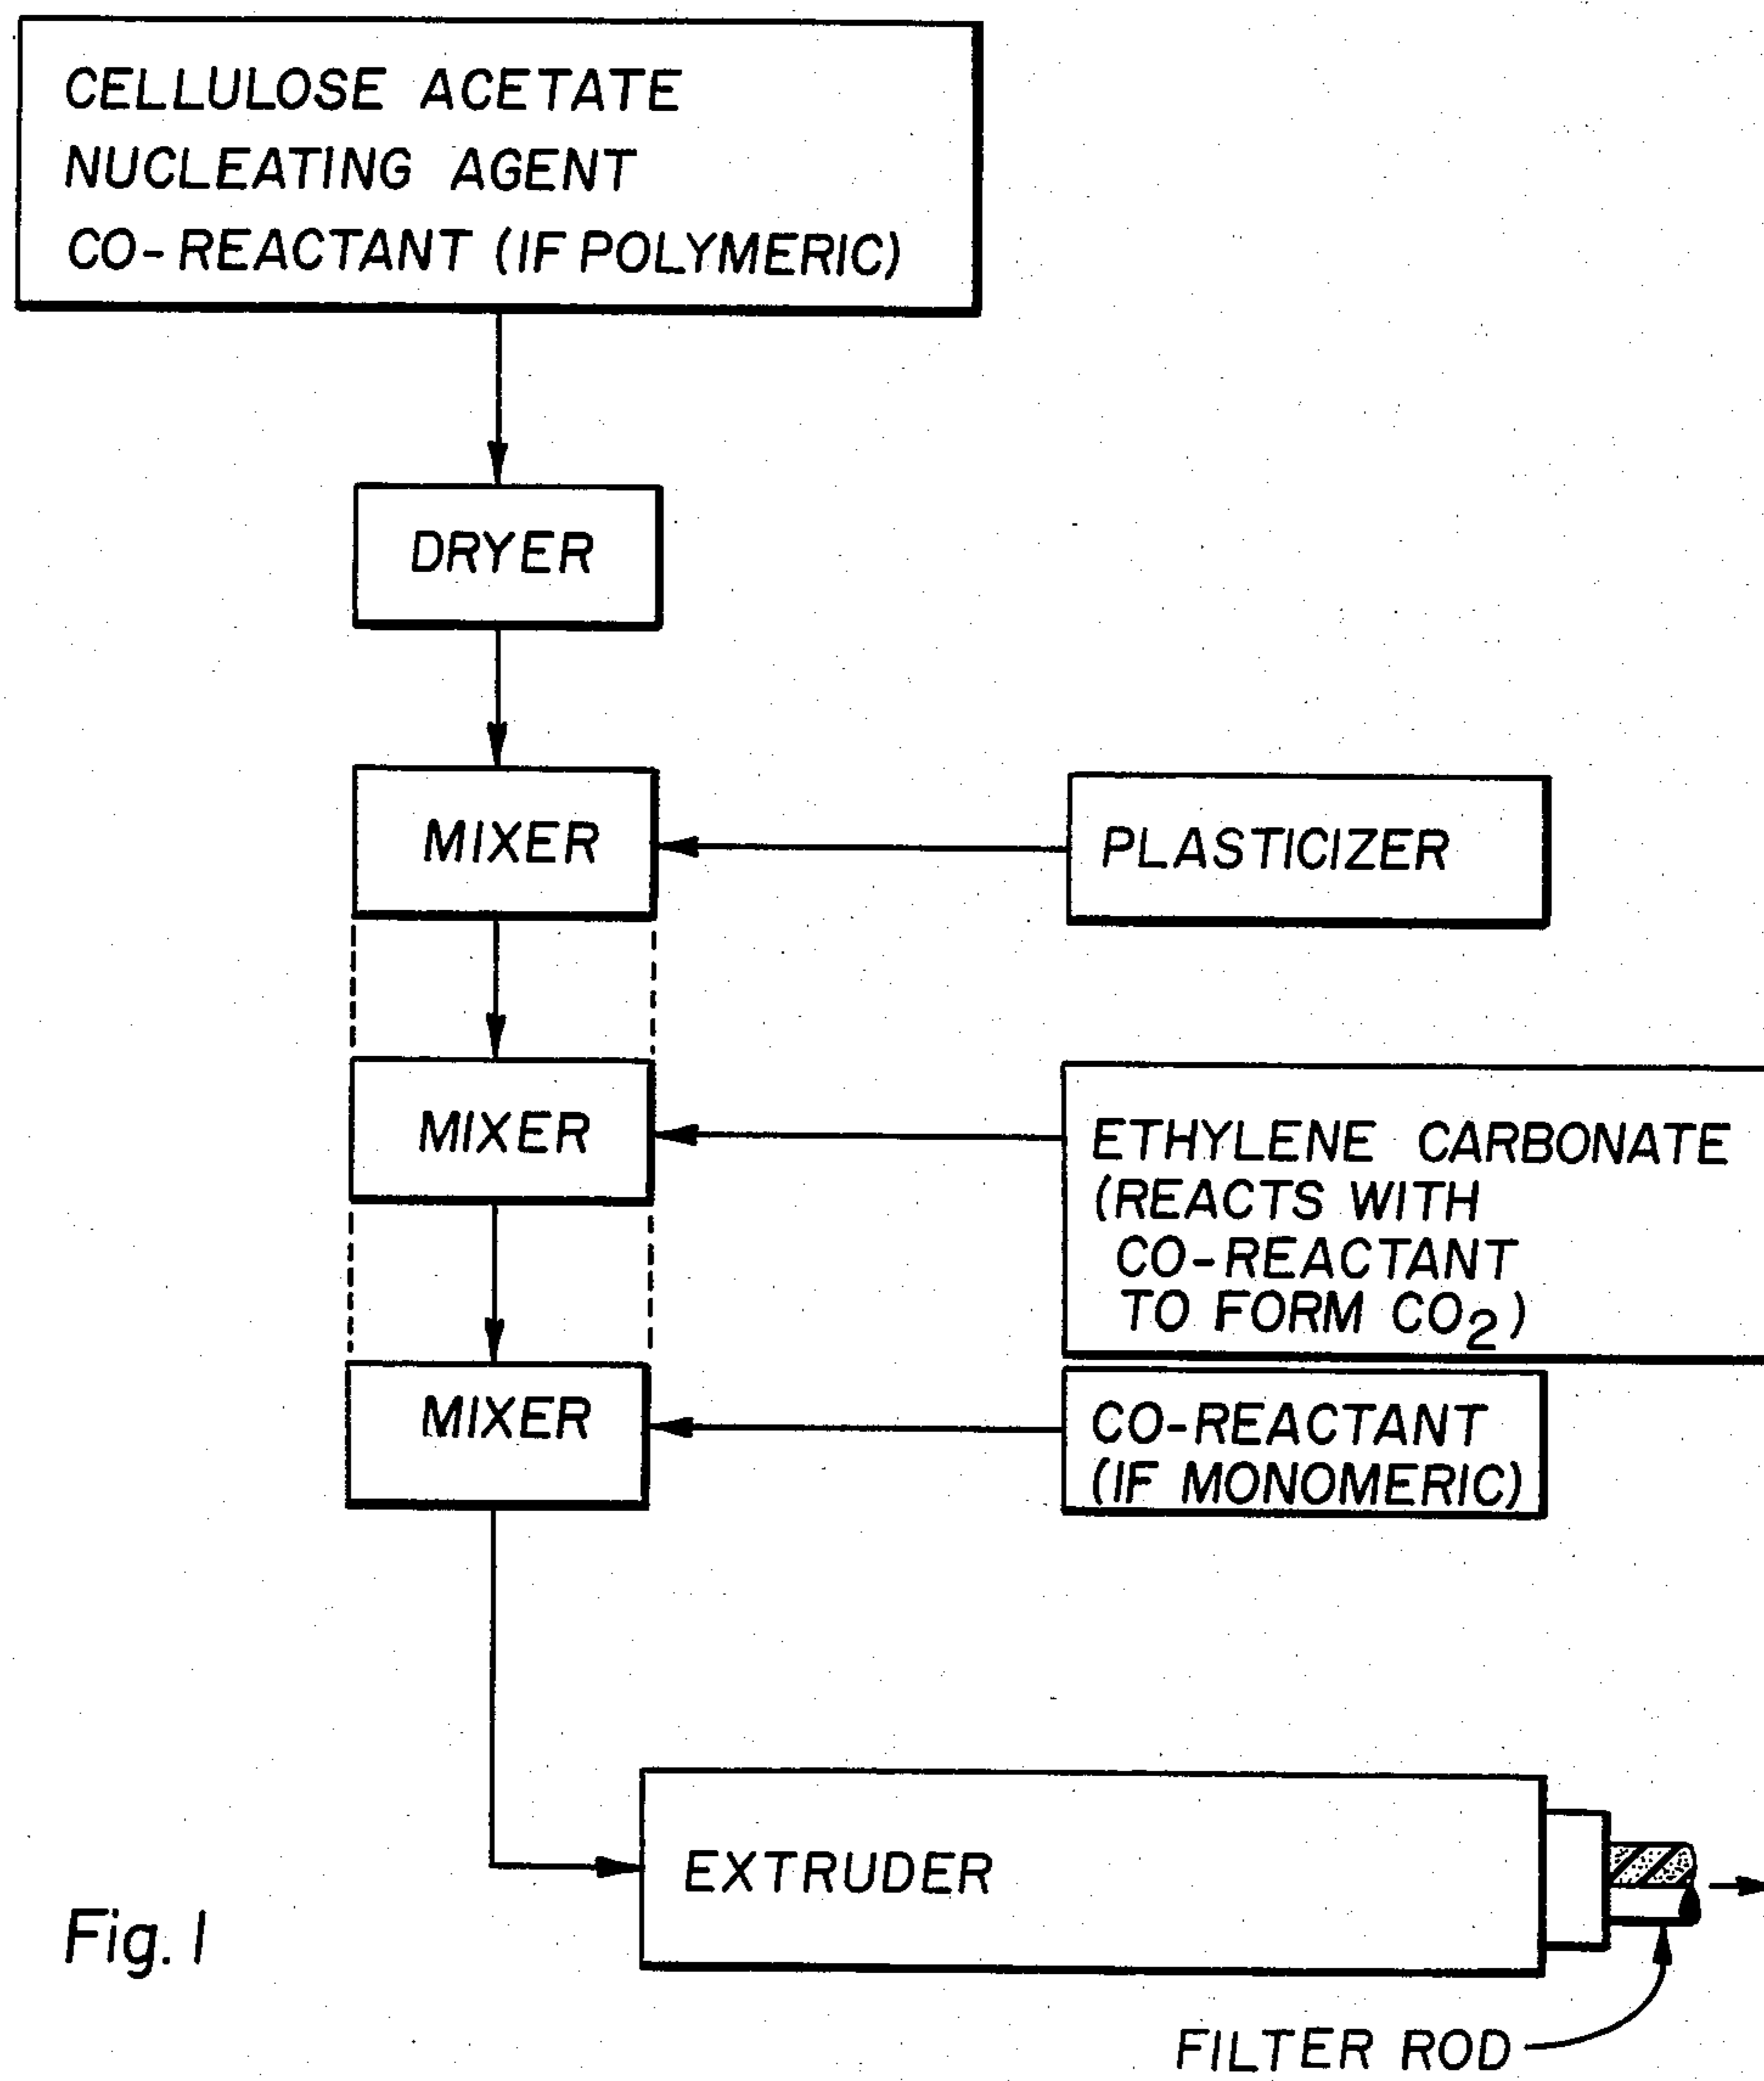 CELLULOSE ACETATE
NUCLEATING AGENT
CO-REACTANT (IF POLYMERIC)
DRYER
MIXER
PLASTICIZER
MIXER
ETHYLENE CARBONATE
(REACTS WITH
CO-REACTANT
TO FORM CO₂)
MIXER
CO-REACTANT
(IF MONOMERIC)
EXTRUDER
Fig. 1
FILTER ROD